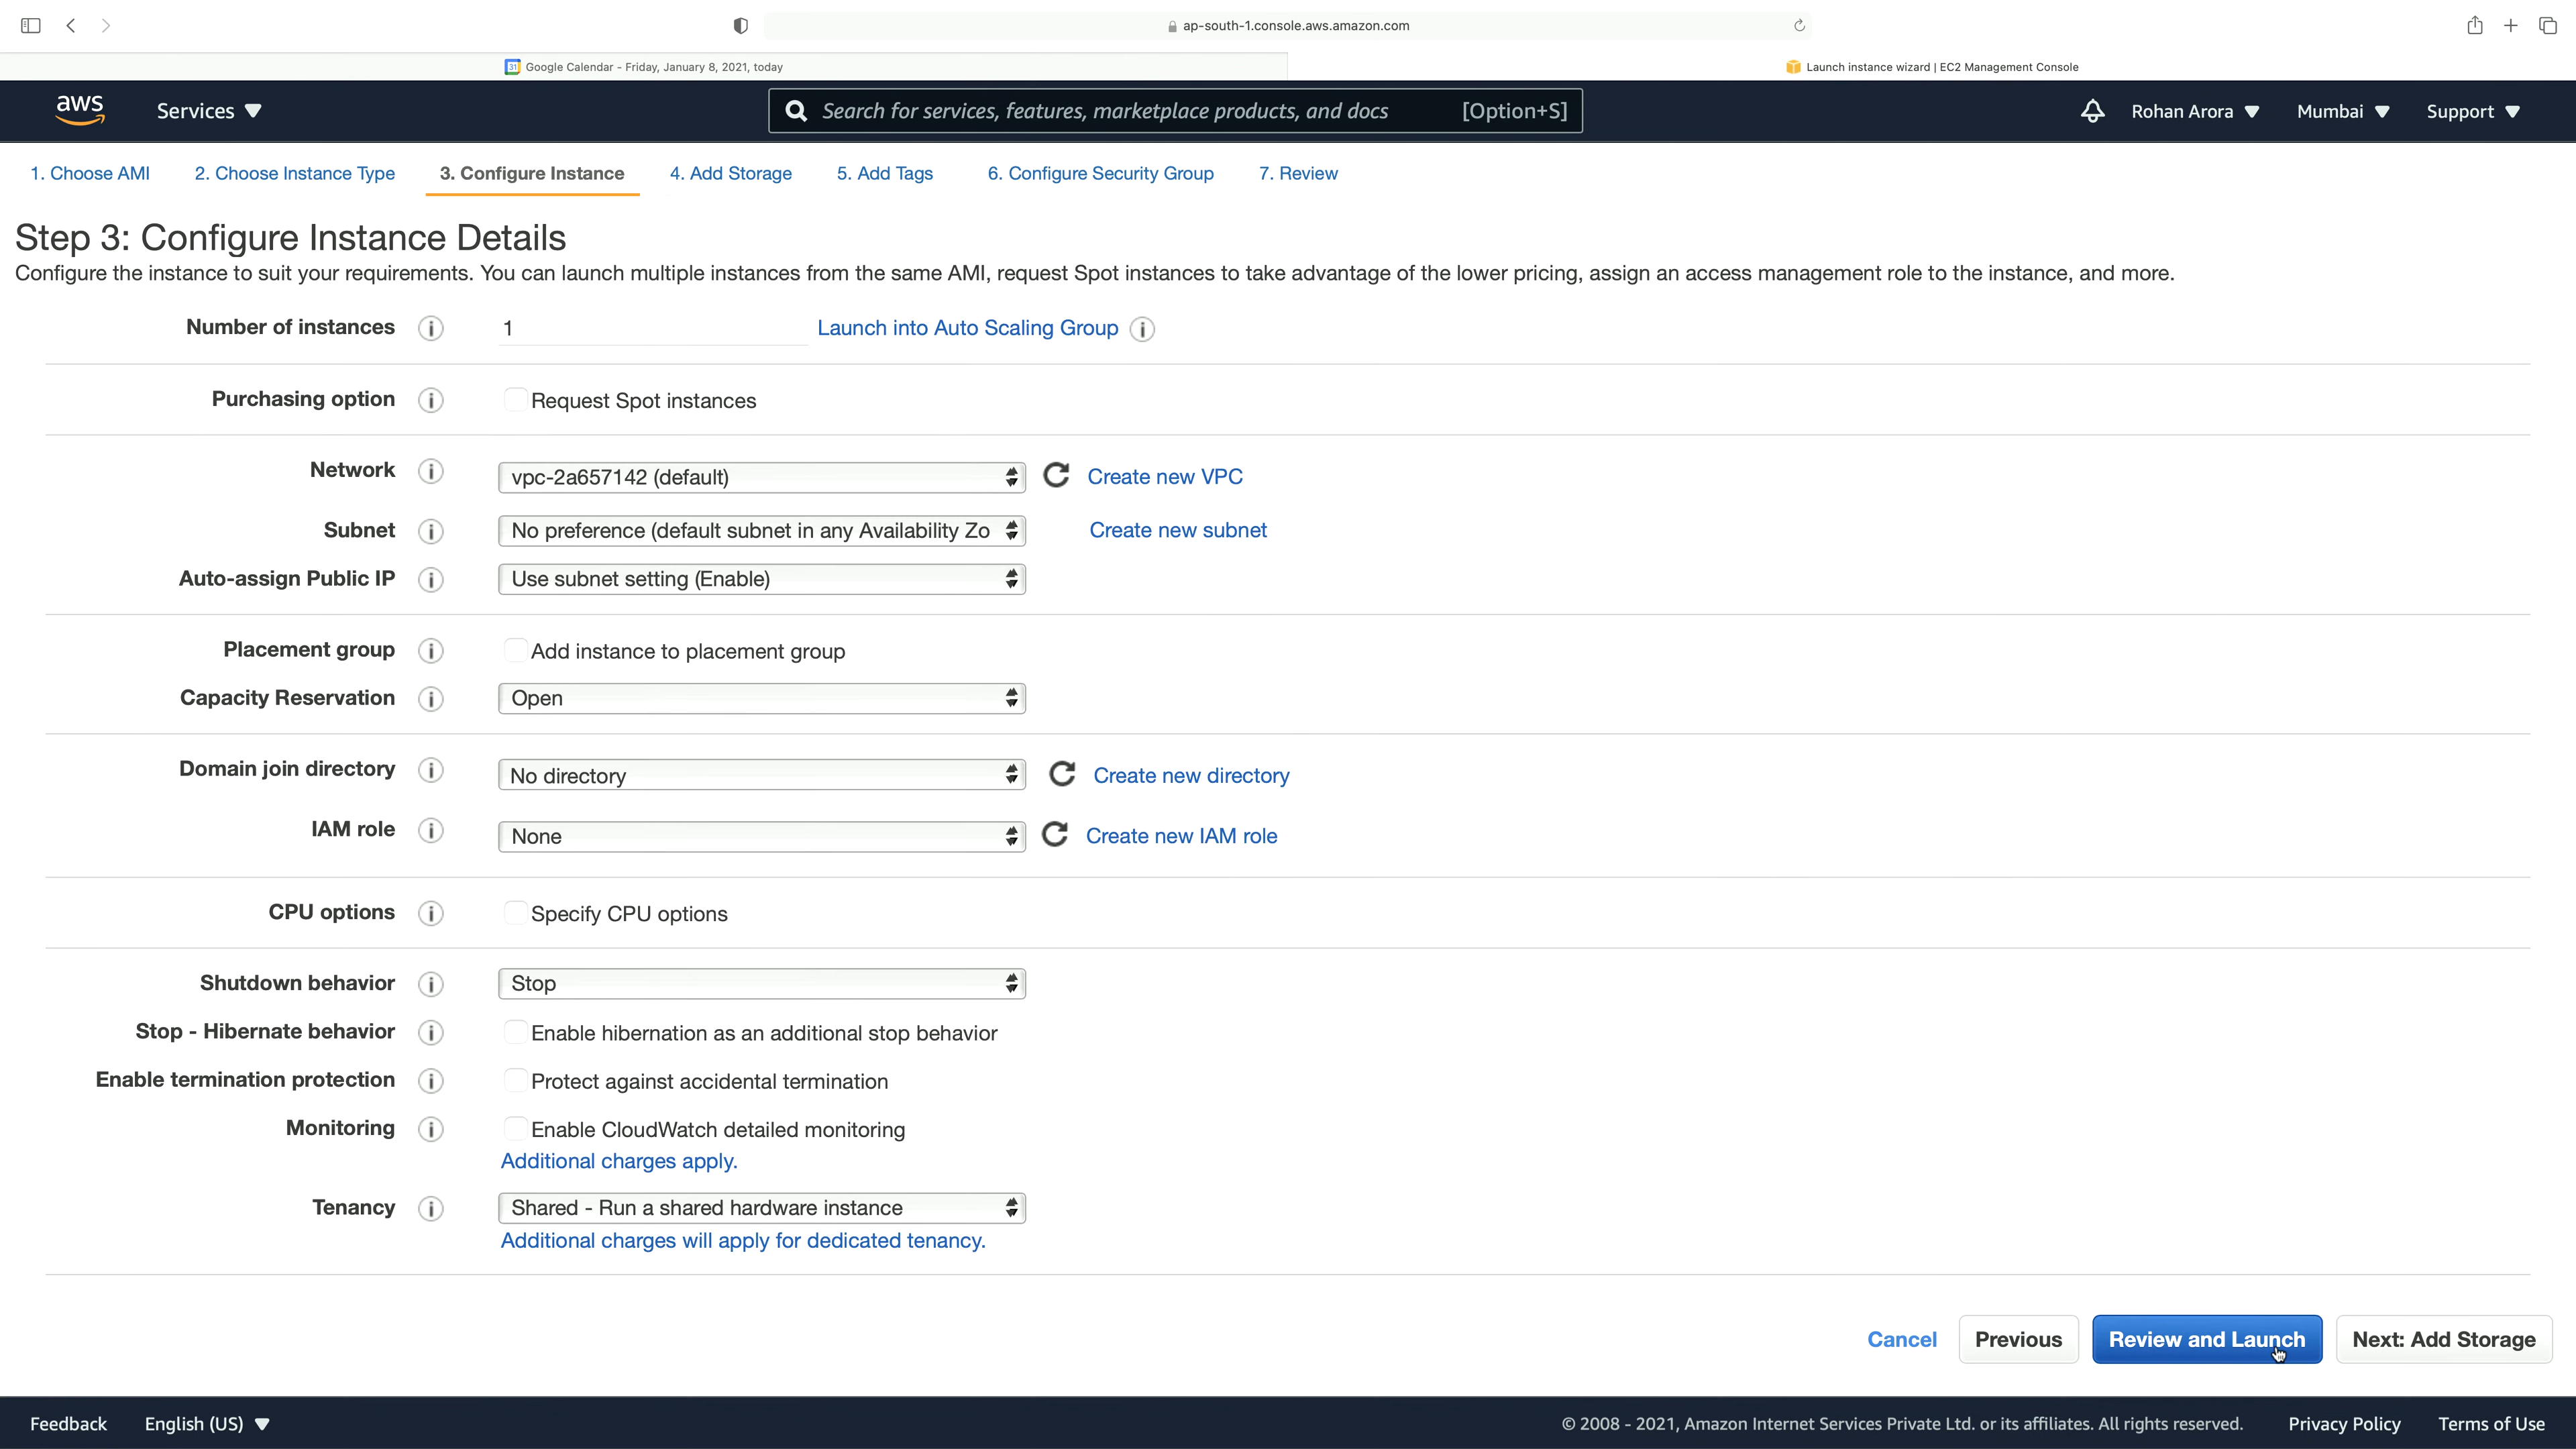 ap-south-1.console.aws.amazon.com
31 Google Calendar - Friday, January 8, 2021, today
Launch instance wizard | EC2 Management Console
aws Services Search for services, features, marketplace products, and docs [Option+S] Rohan Arora Mumbai Support
1. Choose AMI 2. Choose Instance Type 3. Configure Instance 4. Add Storage 5. Add Tags 6. Configure Security Group 7. Review
Step 3: Configure Instance Details
Configure the instance to suit your requirements. You can launch multiple instances from the same AMI, request Spot instances to take advantage of the lower pricing, assign an access management role to the instance, and more.
Number of instances i 1 Launch into Auto Scaling Group i
Purchasing option i Request Spot instances
Network i vpc-2a657142 (default) Create new VPC
Subnet i No preference (default subnet in any Availability Zo Create new subnet
Auto-assign Public IP i Use subnet setting (Enable)
Placement group i Add instance to placement group
Capacity Reservation i Open
Domain join directory i No directory Create new directory
IAM role i None Create new IAM role
CPU options i Specify CPU options
Shutdown behavior i Stop
Stop - Hibernate behavior i Enable hibernation as an additional stop behavior
Enable termination protection i Protect against accidental termination
Monitoring i Enable CloudWatch detailed monitoring
Additional charges apply.
Tenancy i Shared - Run a shared hardware instance
Additional charges will apply for dedicated tenancy.
Cancel Previous Review and Launch Next: Add Storage
Feedback English (US) © 2008 - 2021, Amazon Internet Services Private Ltd. or its affiliates. All rights reserved. Privacy Policy Terms of Use